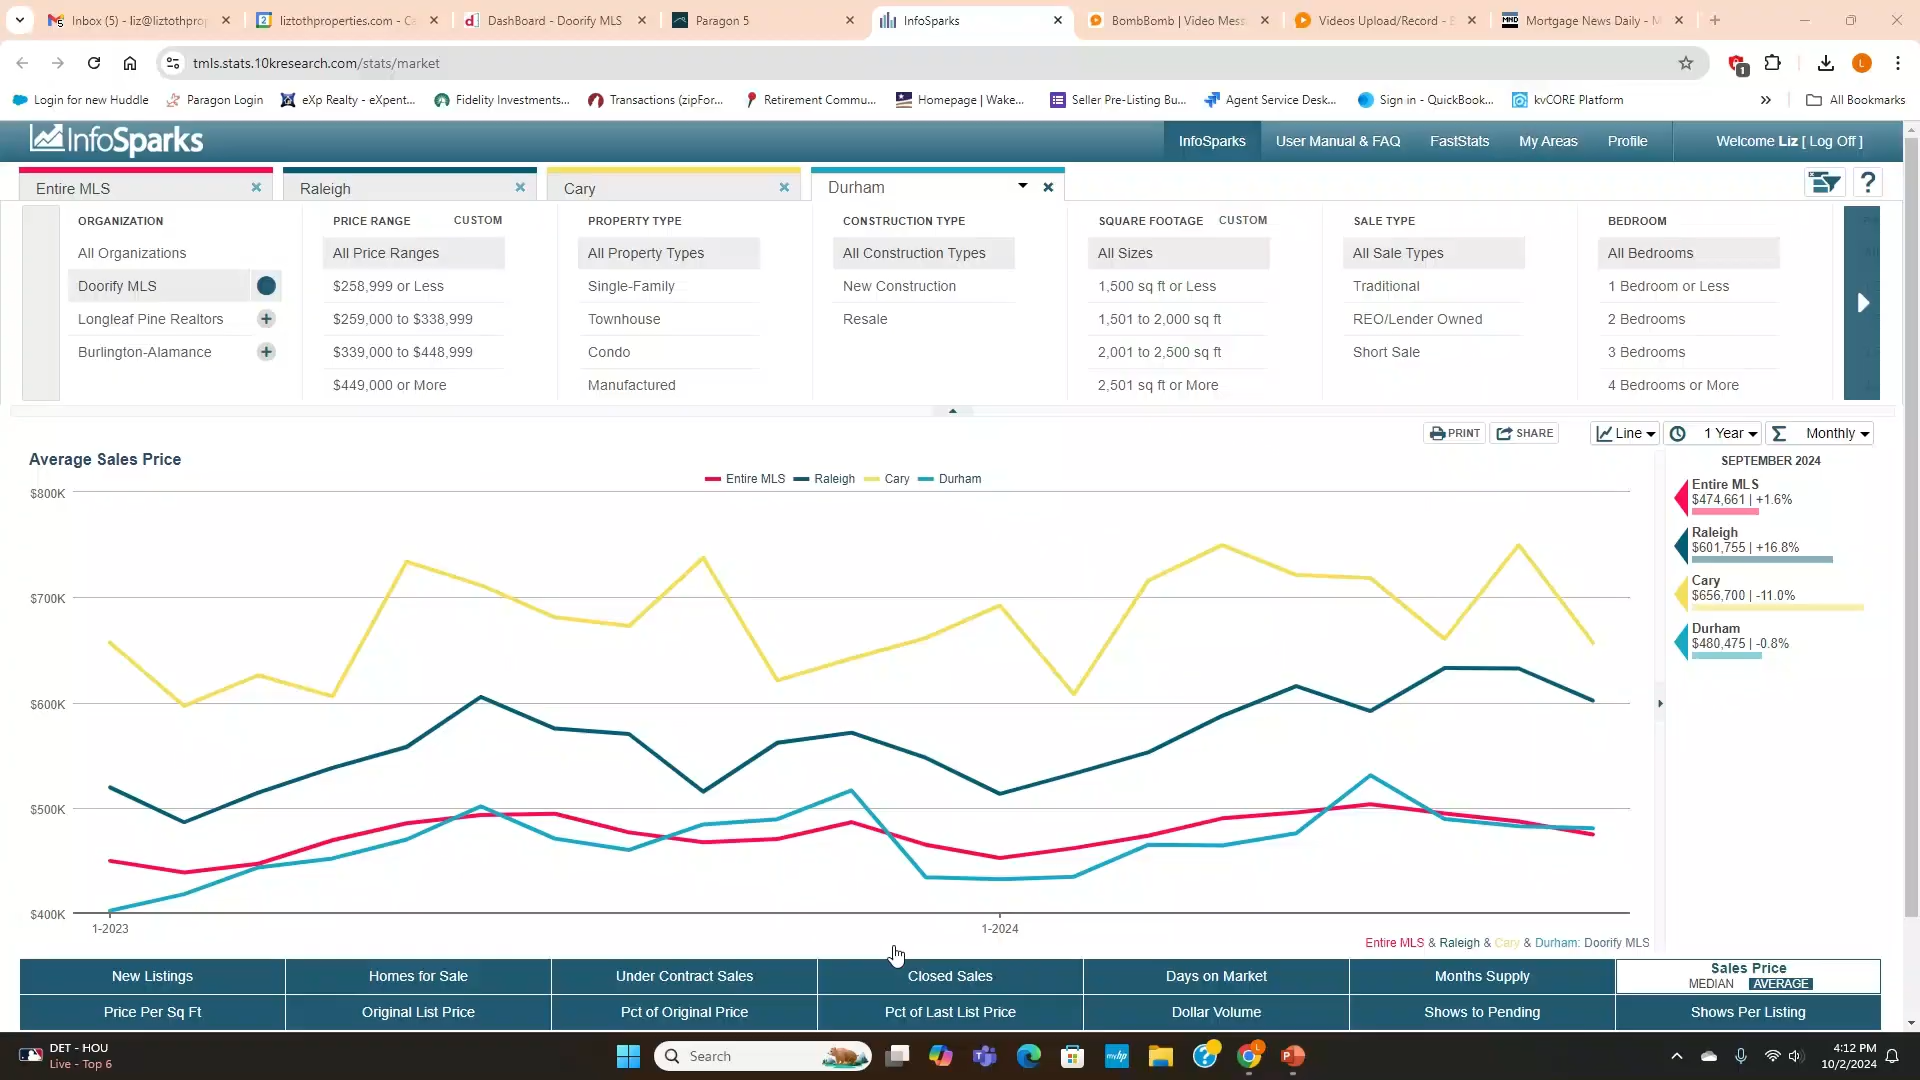 Inbox (5) - liz@liztothprop
liztothproperties.com - Ca
DashBoard - Doorify MLS
Paragon 5
InfoSparks
BombBomb | Video Mess
Videos Upload/Record -
Mortgage News Daily - M
tmls.stats.10kresearch.com/stats/market
1
L
Login for new Huddle
Paragon Login
eXp Realty - eXpent...
Fidelity Investments...
Transactions (zipFor...
Retirement Commu...
Homepage | Wake...
Seller Pre-Listing Bu...
Agent Service Desk...
Sign in - QuickBook...
kvCORE Platform
All Bookmarks
InfoSparks
InfoSparks
User Manual & FAQ
FastStats
My Areas
Profile
Welcome Liz [ Log Off ]
Entire MLS
Raleigh
Cary
Durham
?
ORGANIZATION
All Organizations
Doorify MLS
Longleaf Pine Realtors
Burlington-Alamance
PRICE RANGE CUSTOM
All Price Ranges
$258,999 or Less
$259,000 to $338,999
$339,000 to $448,999
$449,000 or More
PROPERTY TYPE
All Property Types
Single-Family
Townhouse
Condo
Manufactured
CONSTRUCTION TYPE
All Construction Types
New Construction
Resale
SQUARE FOOTAGE CUSTOM
All Sizes
1,500 sq ft or Less
1,501 to 2,000 sq ft
2,001 to 2,500 sq ft
2,501 sq ft or More
SALE TYPE
All Sale Types
Traditional
REO/Lender Owned
Short Sale
BEDROOM
All Bedrooms
1 Bedroom or Less
2 Bedrooms
3 Bedrooms
4 Bedrooms or More
PRINT
SHARE
Line
1 Year
Monthly
Average Sales Price
Entire MLS Raleigh Cary Durham
$800K
$700K
$600K
$500K
$400K
1-2023
1-2024
Entire MLS & Raleigh & Cary & Durham: Doorify MLS
SEPTEMBER 2024
Entire MLS
$474,661 | +1.6%
Raleigh
$601,755 | +16.8%
Cary
$656,700 | -11.0%
Durham
$480,475 | -0.8%
New Listings
Homes for Sale
Under Contract Sales
Closed Sales
Days on Market
Months Supply
Sales Price
MEDIAN AVERAGE
Price Per Sq Ft
Original List Price
Pct of Original Price
Pct of Last List Price
Dollar Volume
Shows to Pending
Shows Per Listing
DET - HOU
Live - Top 6
Search
4:12 PM
10/2/2024